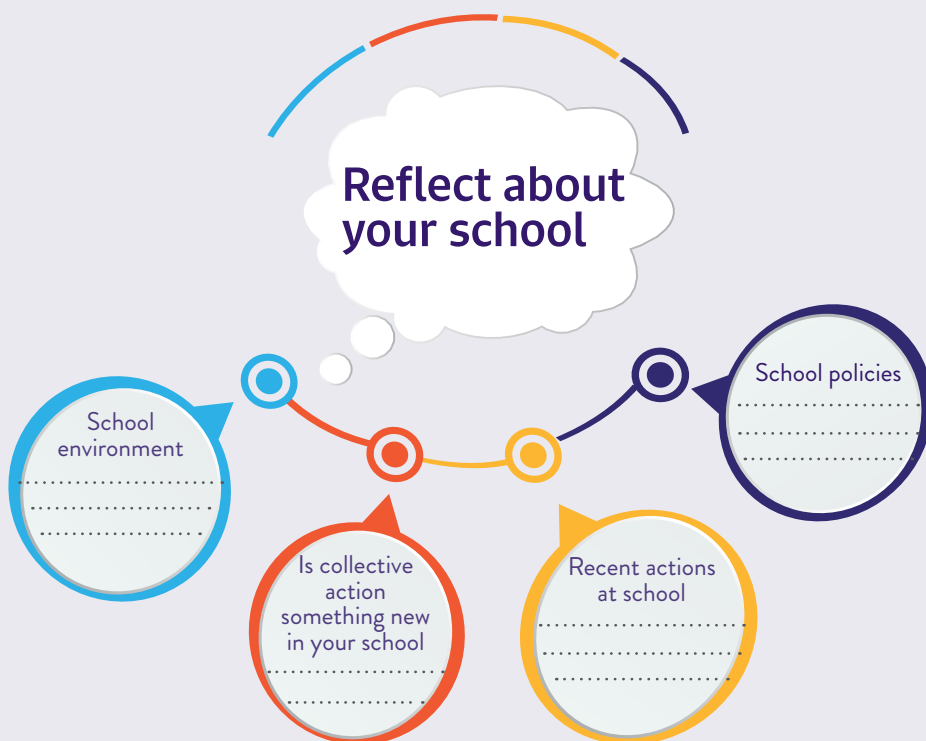 Reflect about
your school
School
environment
Is collective
action
something new
in your school
Recent actions
at school
School policies